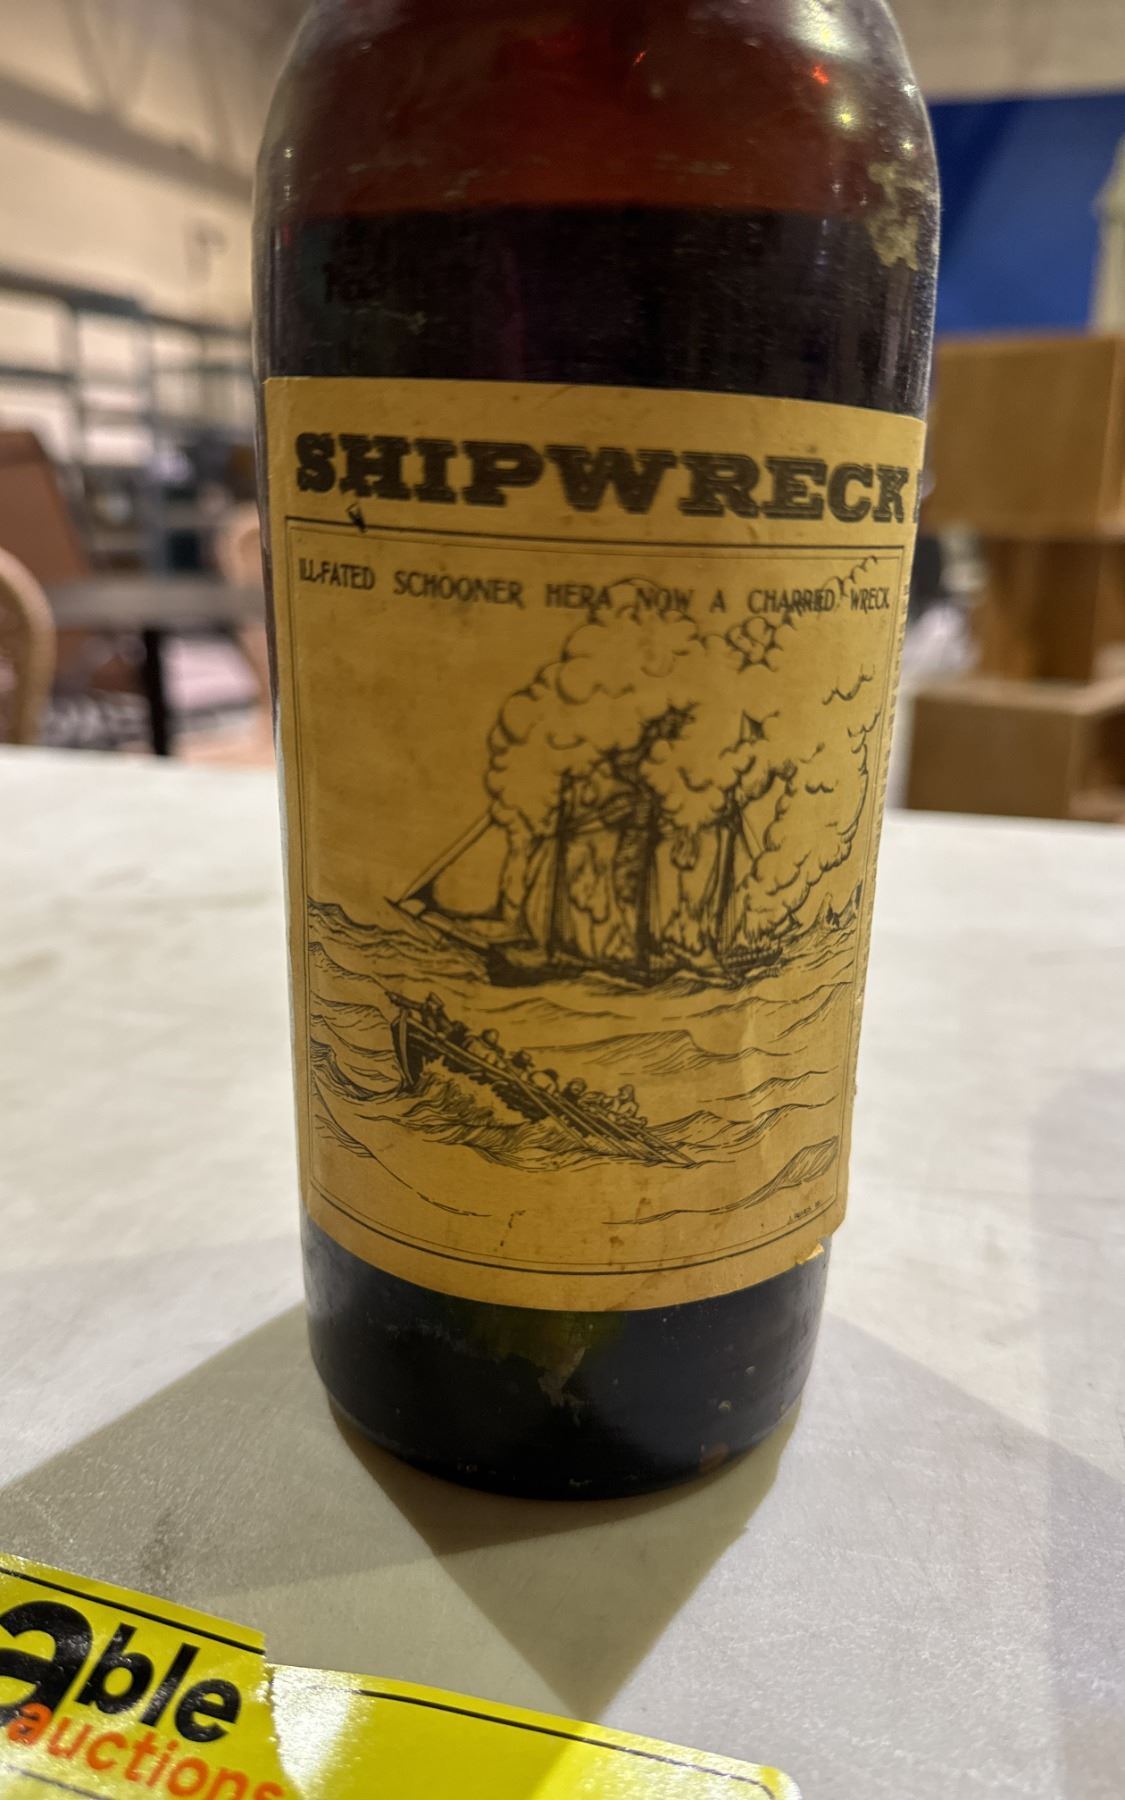 SHIPWRECK
ILL-FATED SCHOONER HERA NOW A CHARRED WRECK
able
auctions